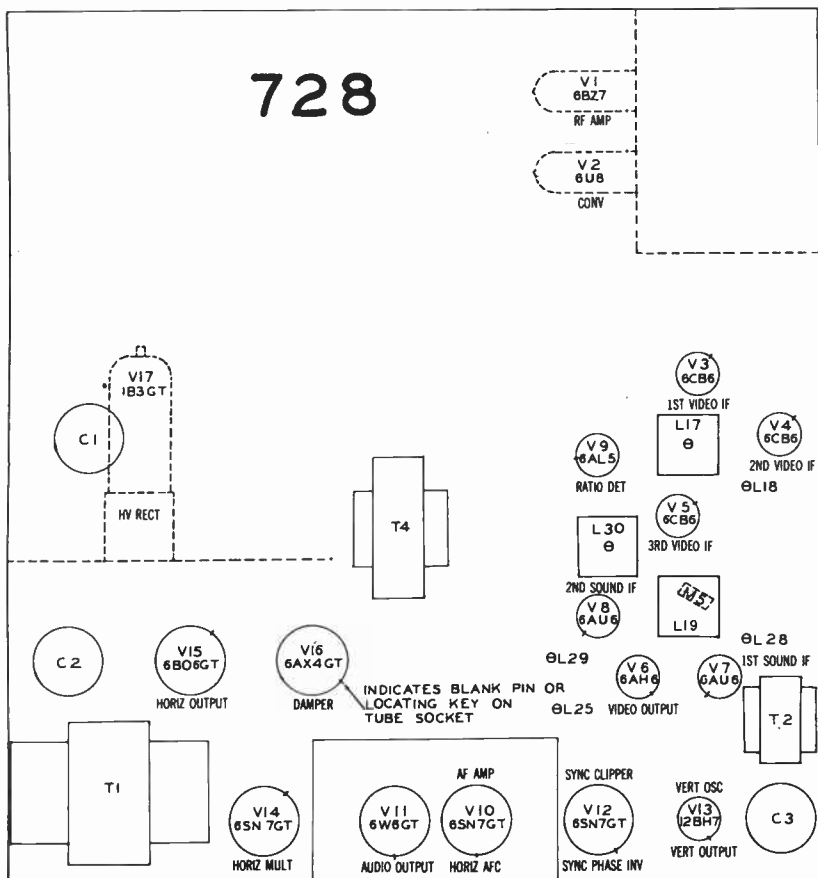 728
V1
6BZ7
RF AMP
V2
6U8
CONV
V17
1B3GT
HV RECT
C1
T4
V3
6CB6
1ST VIDEO IF
L17
V4
6CB6
2ND VIDEO IF
L18
V9
6AL5
RATIO DET
V5
6CB6
3RD VIDEO IF
L30
2ND SOUND IF
V8
6AU6
L19
L28
1ST SOUND IF
L29
V6
6AH6
VIDEO OUTPUT
V7
6AU6
L25
T2
C2
V15
6BQ6GT
HORIZ OUTPUT
V16
6AX4GT
DAMPER
INDICATES BLANK PIN OR
LOCATING KEY ON
TUBE SOCKET
T1
V14
6SN7GT
HORIZ MULT
V11
6W6GT
AUDIO OUTPUT
AF AMP
V10
6SN7GT
HORIZ AFC
SYNC CLIPPER
V12
6SN7GT
SYNC PHASE INV
VERT OSC
V13
12BH7
VERT OUTPUT
C3